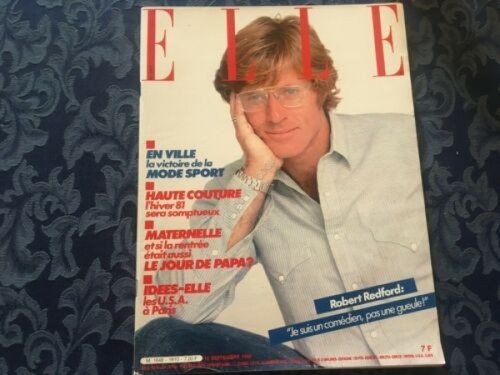 ELLE
EN VILLE
la victoire de la
MODE SPORT
HAUTE COUTURE
l'hiver 81
sera somptueux
MATERNELLE
et si la rentrée
était aussi
LE JOUR DE PAPA?
IDEES-ELLE
les U.S.A.
à Paris
Robert Redford:
"Je suis un comédien, pas une gueule!"
7 F
SEPTEMBRE